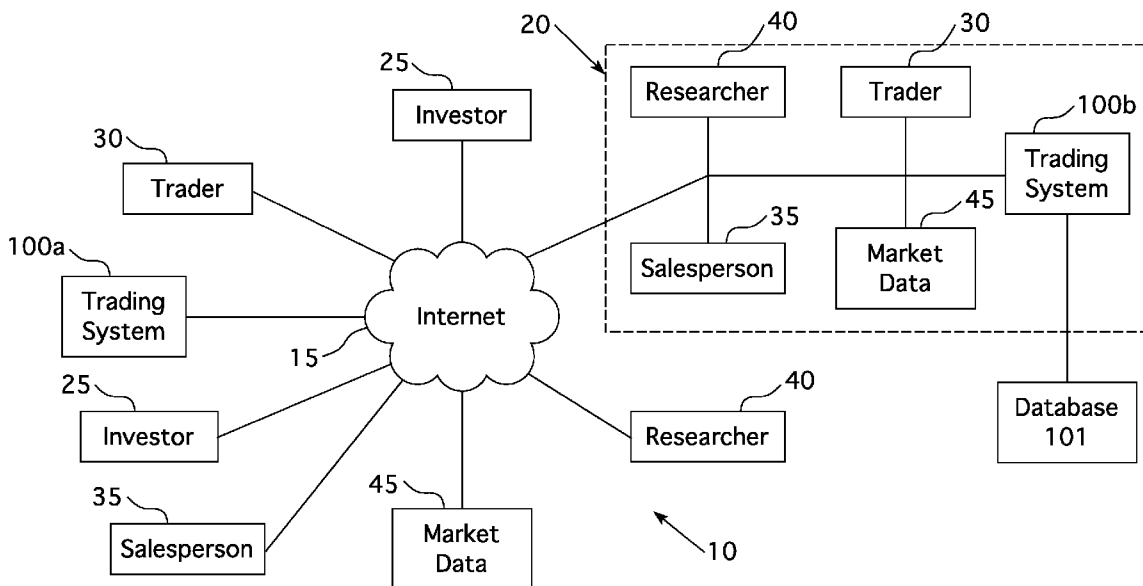 20
40
30
Researcher
Trader
100b
Trading
System
25
Investor
30
Trader
35
Salesperson
45
Market
Data
100a
Trading
System
Internet
15
25
Investor
40
Researcher
Database
101
35
Salesperson
45
Market
Data
10